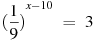 (1/9)^{x-10} = 3